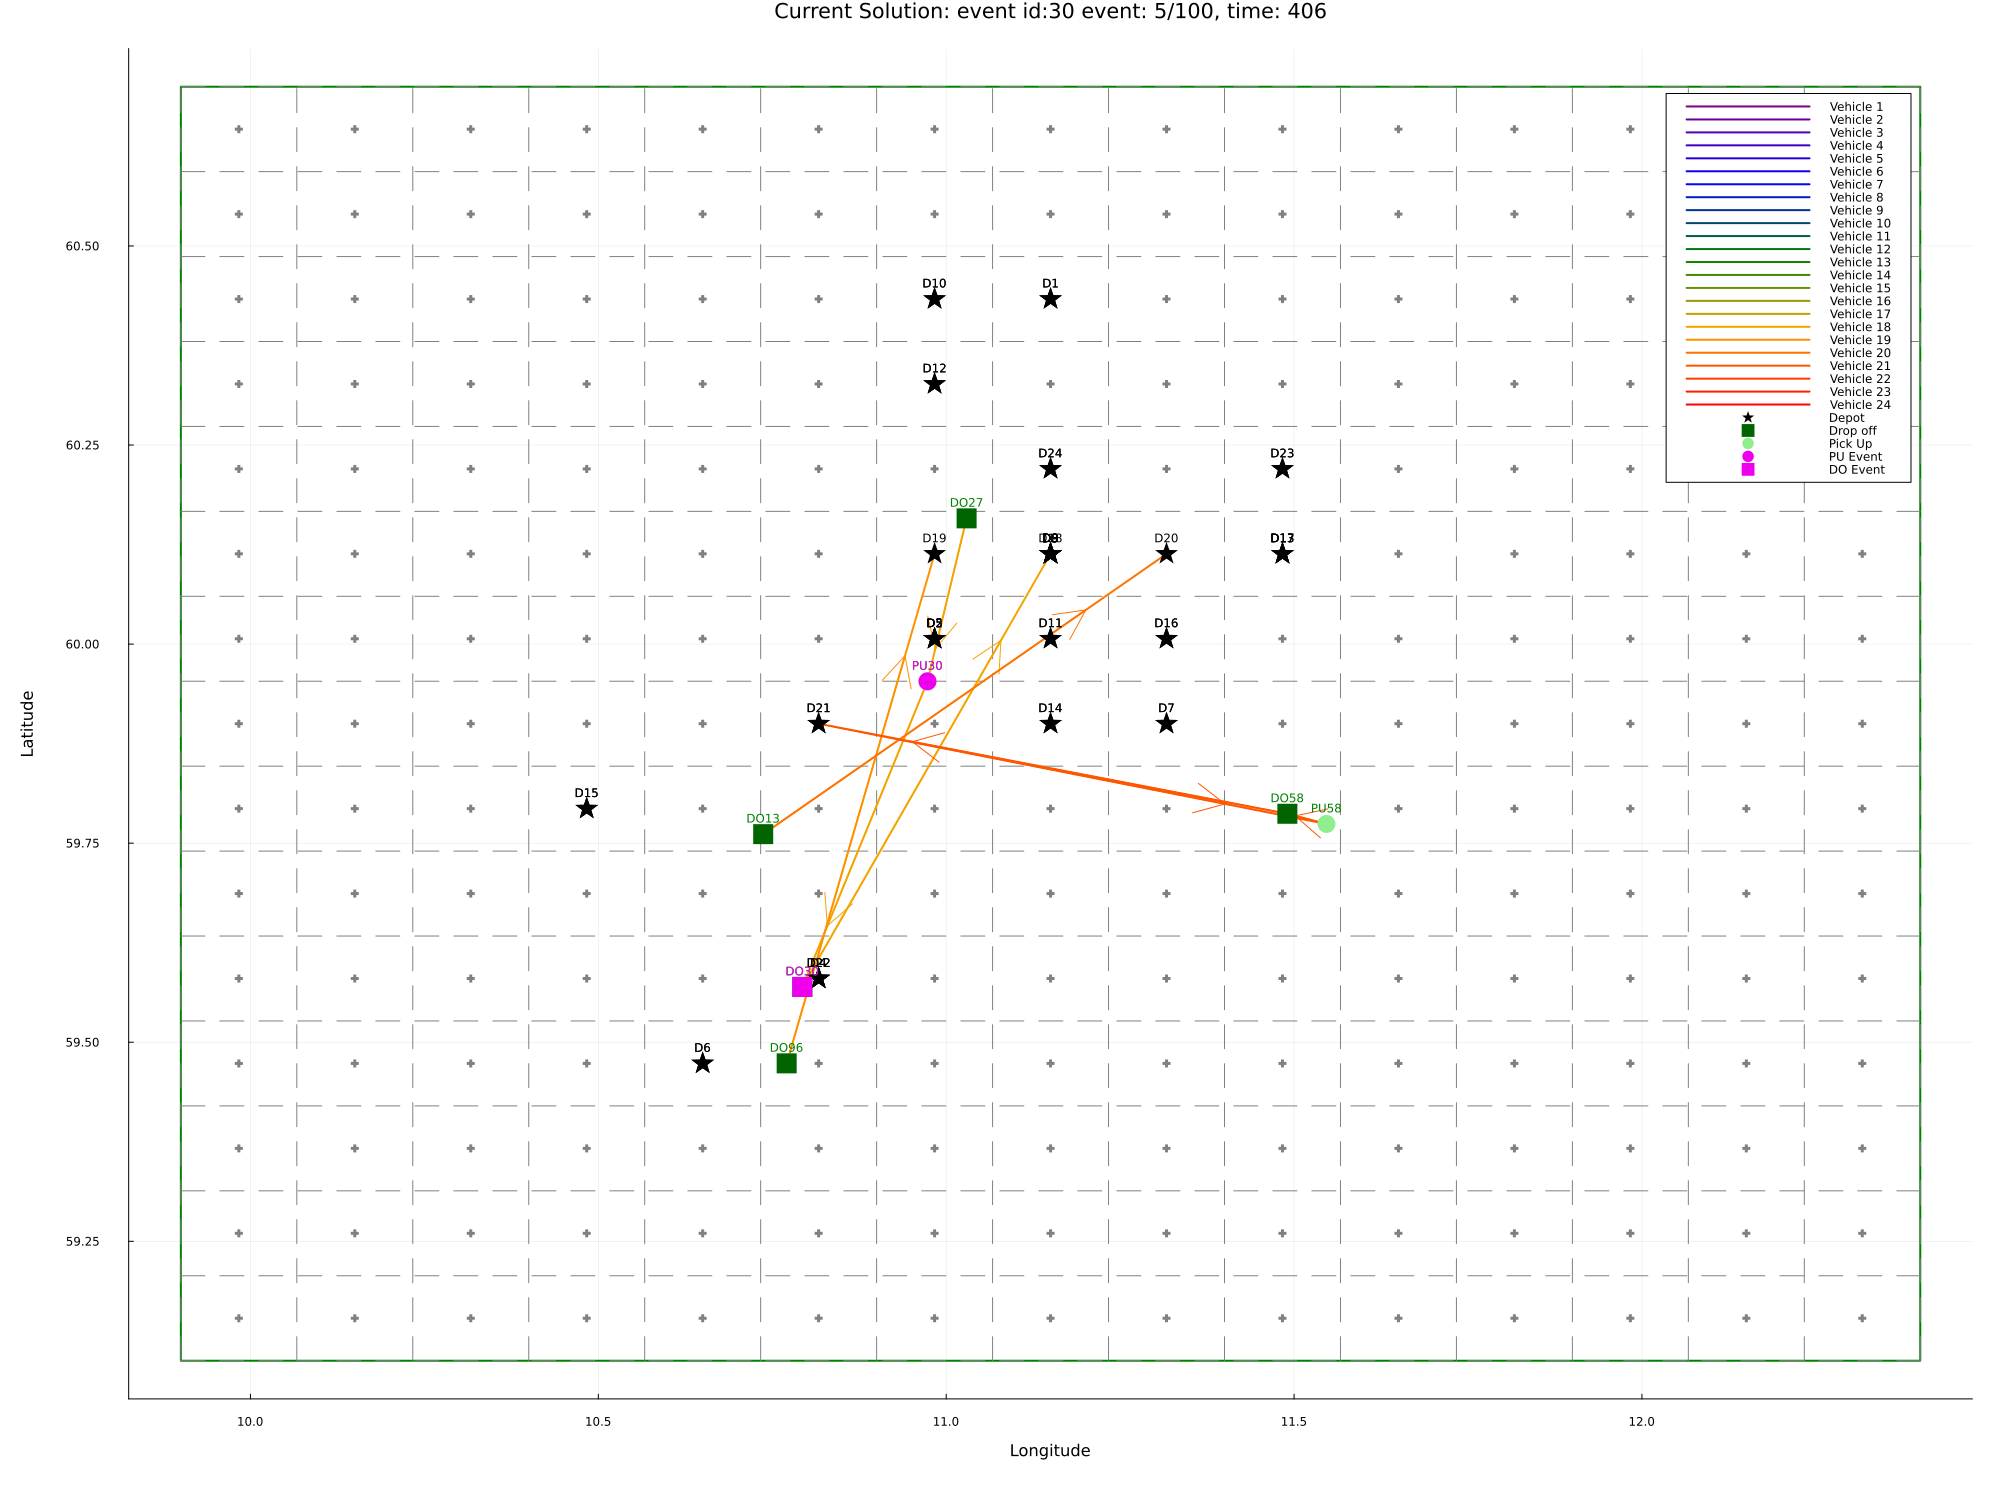 Current Solution: event id:30 event: 5/100, time: 406
Vehicle 1
Vehicle 2
Vehicle 3
Vehicle 4
Vehicle 5
Vehicle 6
Vehicle 7
Vehicle 8
Vehicle 9
Vehicle 10
Vehicle 11
Vehicle 12
Vehicle 13
Vehicle 14
Vehicle 15
Vehicle 16
Vehicle 17
Vehicle 18
Vehicle 19
Vehicle 20
Vehicle 21
Vehicle 22
Vehicle 23
Vehicle 24
Depot
Drop off
Pick Up
PU Event
DO Event
60.50
D10 D1
D12
60.25
D24 D23
DO27
D19 D20
60.00
D11 D16
PU30
D21 D14 D7
D15
DO58
PU58
DO13
59.75
DO30
D22
59.50
D6 DO96
59.25
10.0 10.5 11.0 11.5 12.0
Longitude
Latitude